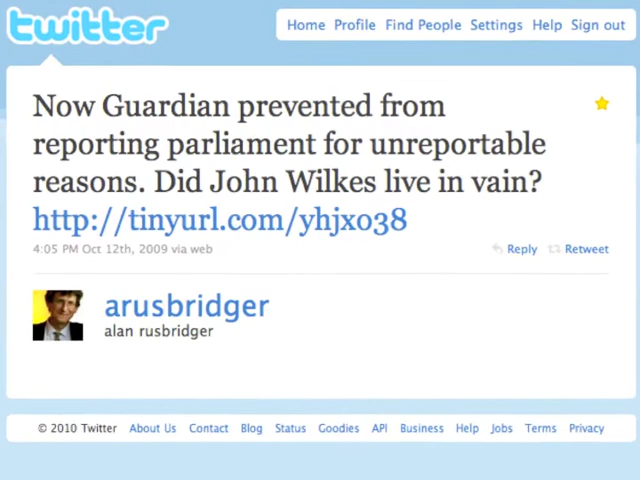 twitter
Home Profile Find People Settings Help Sign out
Now Guardian prevented from
reporting parliament for unreportable
reasons. Did John Wilkes live in vain?
http://tinyurl.com/yhjxo38
4:05 PM Oct 12th, 2009 via web
Reply Retweet
arusbridger
alan rusbridger
© 2010 Twitter About Us Contact Blog Status Goodies API Business Help Jobs Terms Privacy